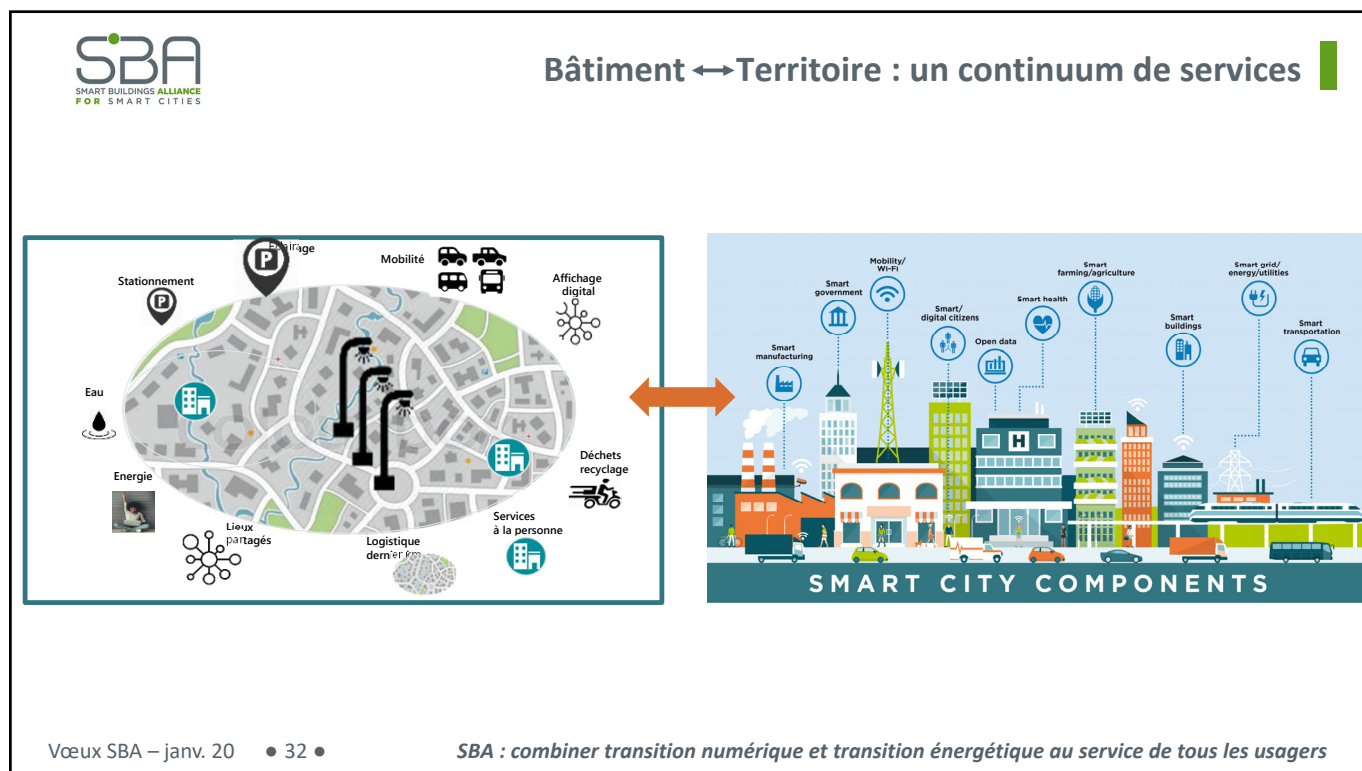 SBA
SMART BUILDINGS ALLIANCE
FOR SMART CITIES
Bâtiment ↔ Territoire : un continuum de services
Eclairage
Mobilité
Stationnement
Affichage
digital
Eau
Energie
Déchets
recyclage
Lieux
partagés
Logistique
dernier km
Services
à la personne
P
P
Mobility/
Wi-Fi
Smart
government
Smart/
digital citizens
Smart health
Smart
farming/agriculture
Smart grid/
energy/utilities
Smart
manufacturing
Open data
Smart
buildings
Smart
transportation
H
SMART CITY COMPONENTS
Vœux SBA – janv. 20 ● 32 ● SBA : combiner transition numérique et transition énergétique au service de tous les usagers